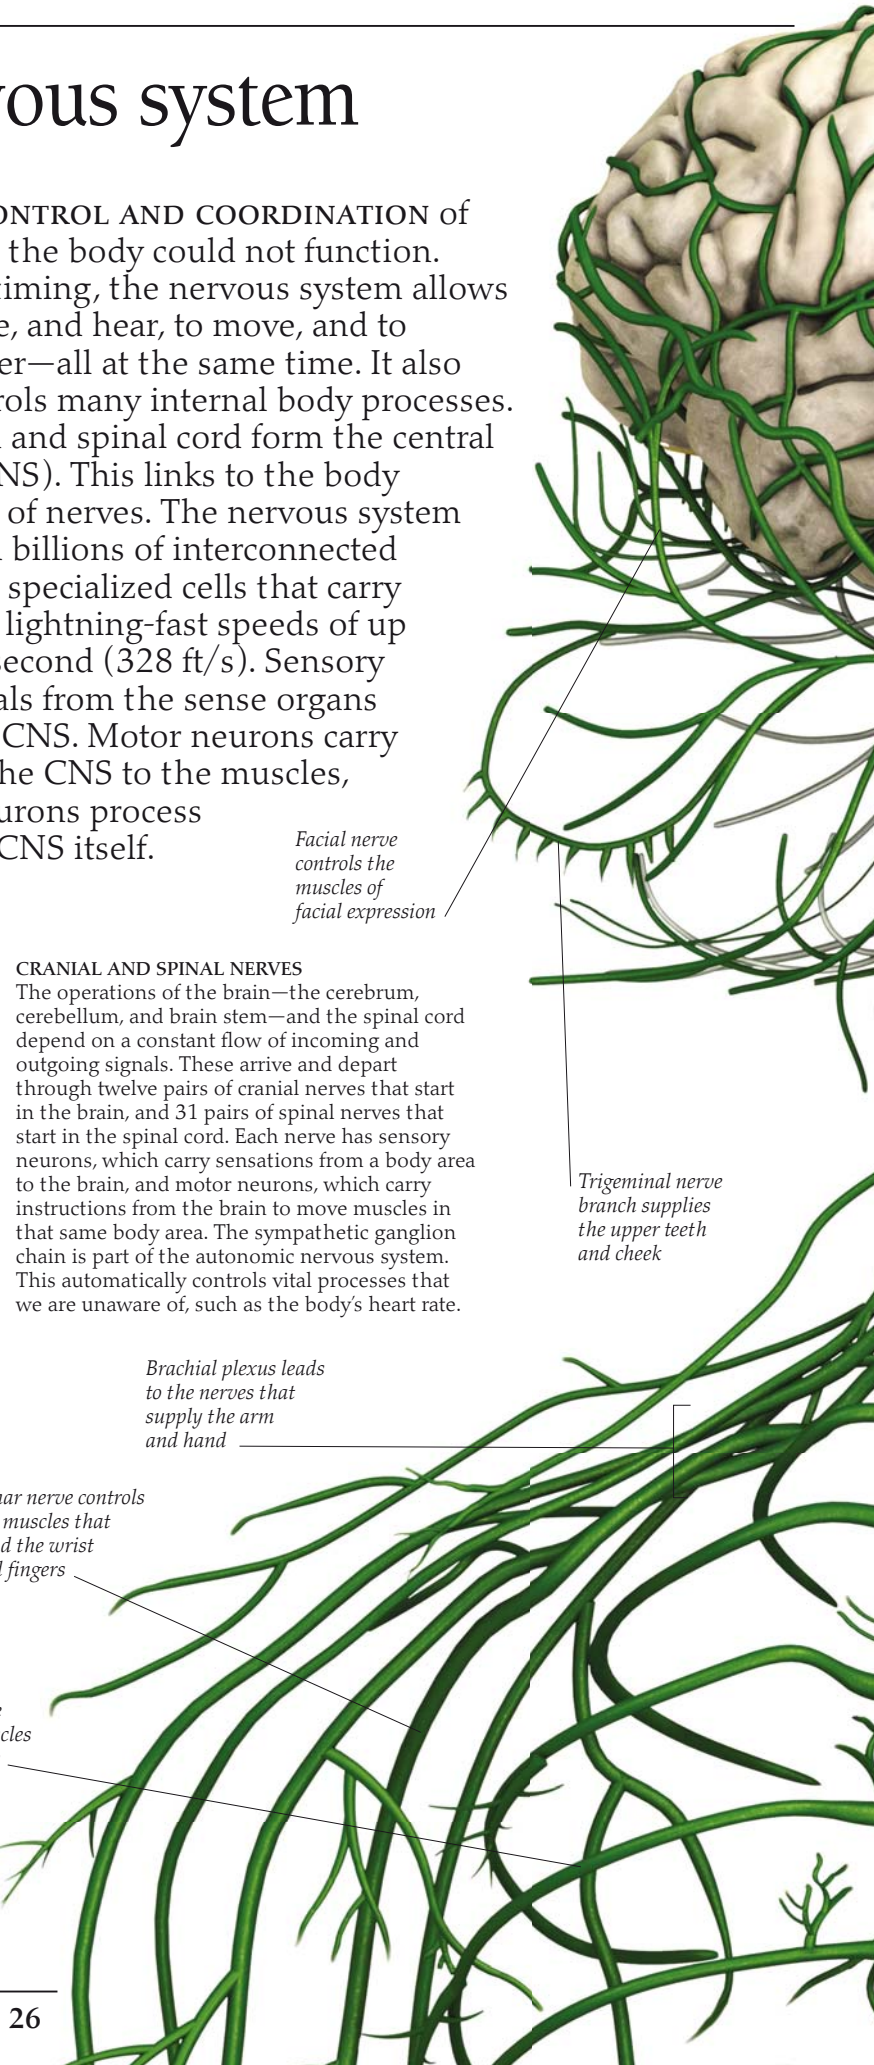 vous system
ONTROL AND COORDINATION of
the body could not function.
timing, the nervous system allows
e, and hear, to move, and to
er—all at the same time. It also
rols many internal body processes.
and spinal cord form the central
NS). This links to the body
of nerves. The nervous system
billions of interconnected
specialized cells that carry
lightning-fast speeds of up
second (328 ft/s). Sensory
als from the sense organs
CNS. Motor neurons carry
he CNS to the muscles,
urons process
CNS itself.
Facial nerve
controls the
muscles of
facial expression
CRANIAL AND SPINAL NERVES
The operations of the brain—the cerebrum,
cerebellum, and brain stem—and the spinal cord
depend on a constant flow of incoming and
outgoing signals. These arrive and depart
through twelve pairs of cranial nerves that start
in the brain, and 31 pairs of spinal nerves that
start in the spinal cord. Each nerve has sensory
neurons, which carry sensations from a body area
to the brain, and motor neurons, which carry
instructions from the brain to move muscles in
that same body area. The sympathetic ganglion
chain is part of the autonomic nervous system.
This automatically controls vital processes that
we are unaware of, such as the body's heart rate.
Trigeminal nerve
branch supplies
the upper teeth
and cheek
Brachial plexus leads
to the nerves that
supply the arm
and hand
nar nerve controls
muscles that
d the wrist
fingers
cles
26